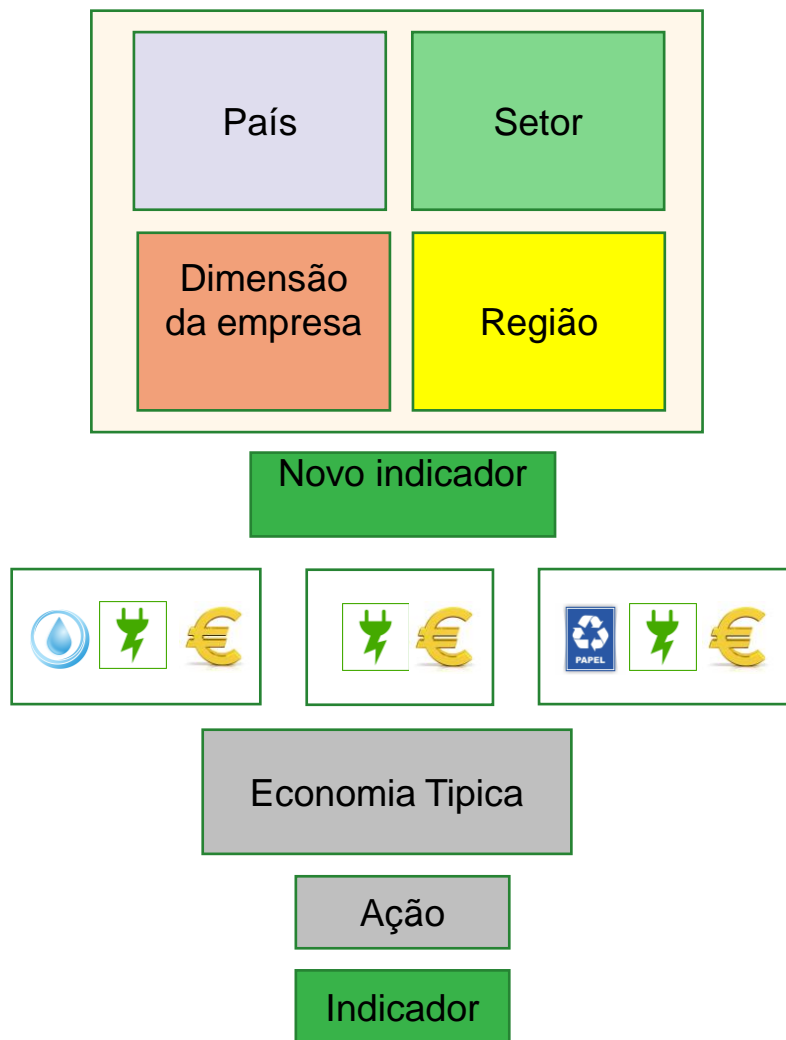 País
Setor
Dimensão
da empresa
Região
Novo indicador
PAPEL
Economia Tipica
Ação
Indicador